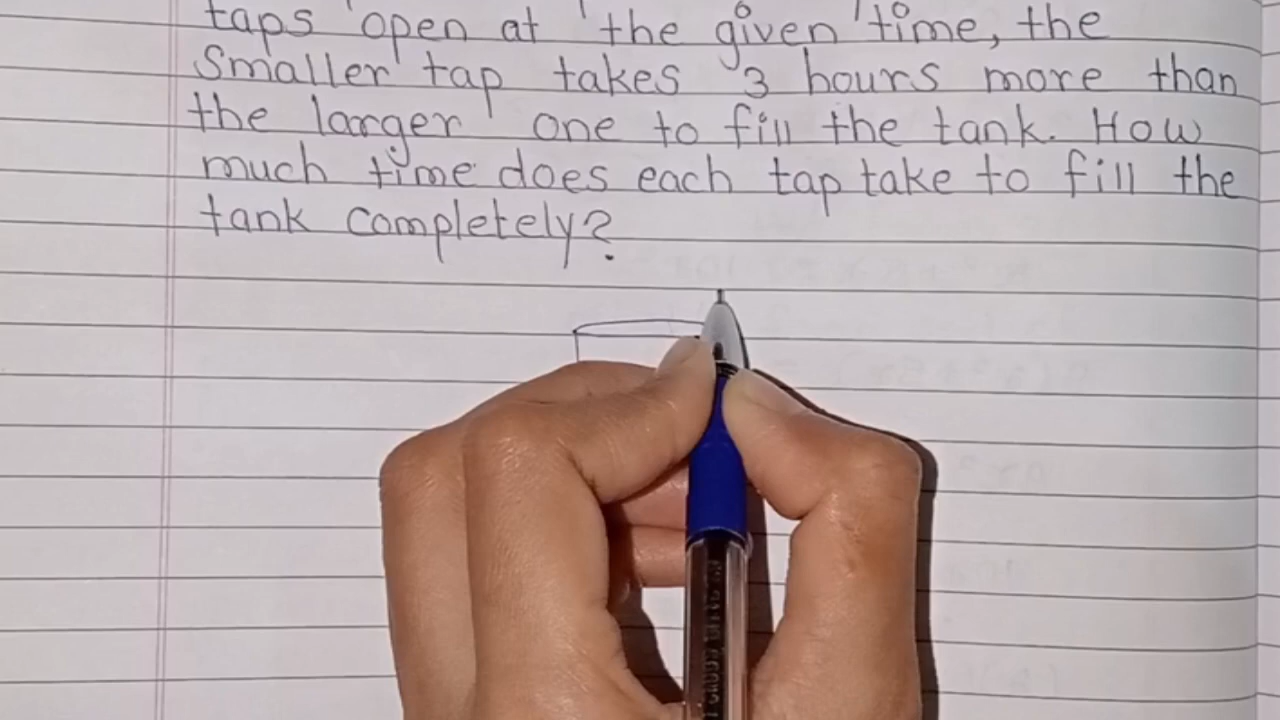 taps open at the given time, the
Smaller tap takes 3 hours more than
the larger one to fill the tank. How
much time does each tap take to fill the
tank completely?